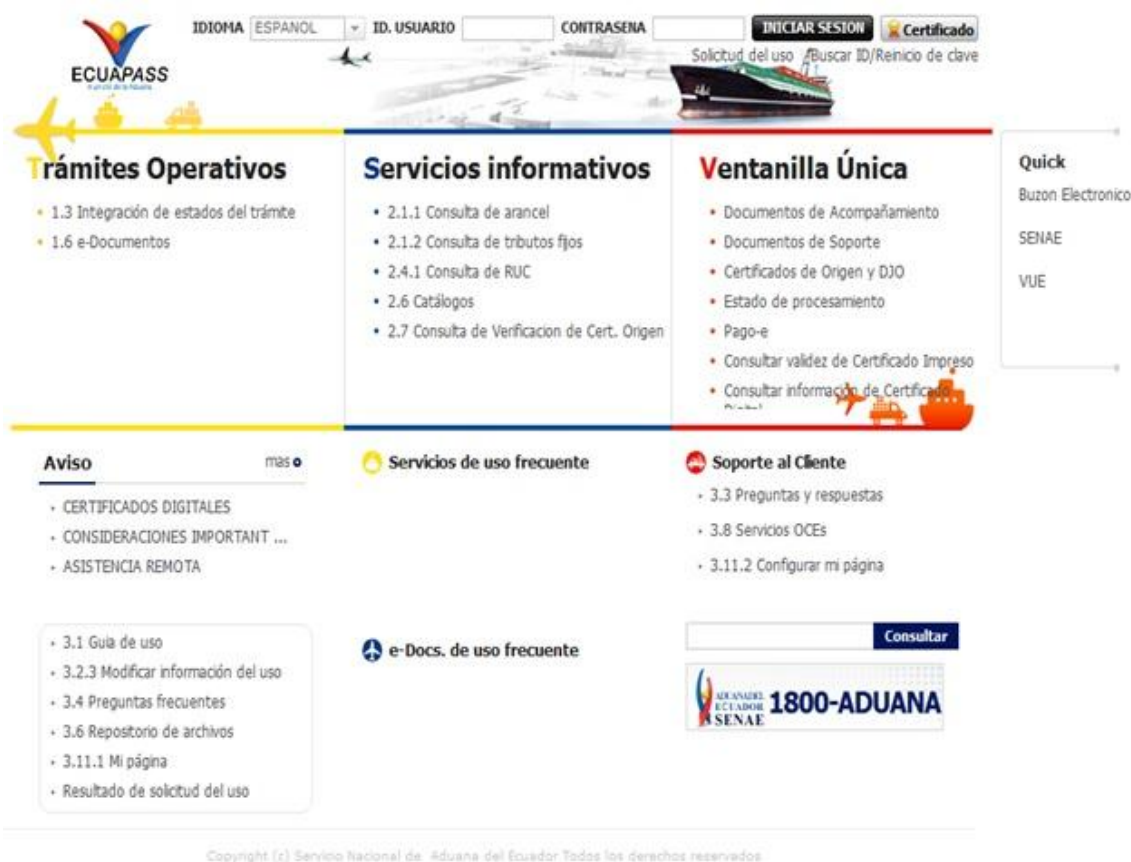 IDIOMA ESPAÑOL ID. USUARIO CONTRASENA INICIAR SESION Certificado
Solicitud del uso /Buscar ID/Reinicio de clave
ECUAPASS
Trámites Operativos
1.3 Integración de estados del trámite
1.6 e-Documentos
Servicios informativos
2.1.1 Consulta de arancel
2.1.2 Consulta de tributos fijos
2.4.1 Consulta de RUC
2.6 Catálogos
2.7 Consulta de Verificacion de Cert. Origen
Ventanilla Única
Documentos de Acompañamiento
Documentos de Soporte
Certificados de Origen y DJO
Estado de procesamiento
Pago-e
Consultar validez de Certificado Impreso
Consultar información de Certificado
Quick
Buzon Electronico
SENAE
VUE
Aviso mas
CERTIFICADOS DIGITALES
CONSIDERACIONES IMPORTANT ...
ASISTENCIA REMOTA
Servicios de uso frecuente
Soporte al Cliente
3.3 Preguntas y respuestas
3.8 Servicios OCEs
3.11.2 Configurar mi página
3.1 Guia de uso
3.2.3 Modificar información del uso
3.4 Preguntas frecuentes
3.6 Repositorio de archivos
3.11.1 Mi página
Resultado de solicitud del uso
e-Docs. de uso frecuente
Consultar
ADUANA DEL
ECUADOR
SENAE
1800-ADUANA
Copyright (c) Servicio Nacional de Aduana del Ecuador Todos los derechos reservados